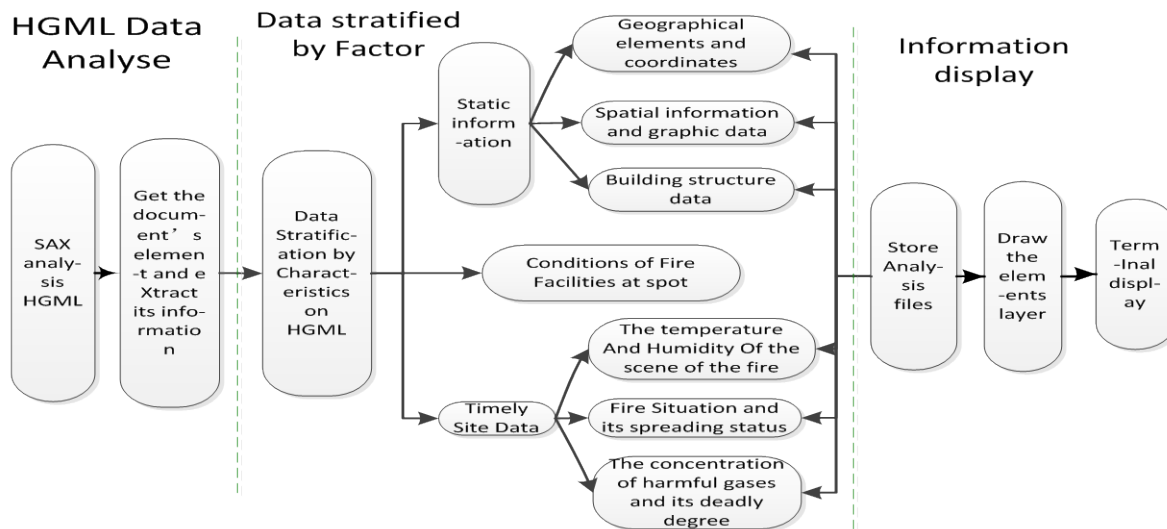 HGML Data
Analyse
Data stratified
by Factor
Information
display
SAX
analy-
sis
HGML
Get the
docum-
ent’s
elemen-
t and e
Xtract
its info-
rmatio
n
Data
Stratific-
ation by
Charact-
eristics
on
HGML
Static
inform
-ation
Geographical
elements and
coordinates
Spatial information
and graphic data
Building structure
data
Conditions of Fire
Facilities at spot
Timely
Site Data
The temperature
And Humidity Of the
scene of the fire
Fire Situation and
its spreading status
The concentration
of harmful gases
and its deadly
degree
Store
Analy-
sis
files
Draw
the
elem
-ents
layer
Term
-Inal
displ-
ay